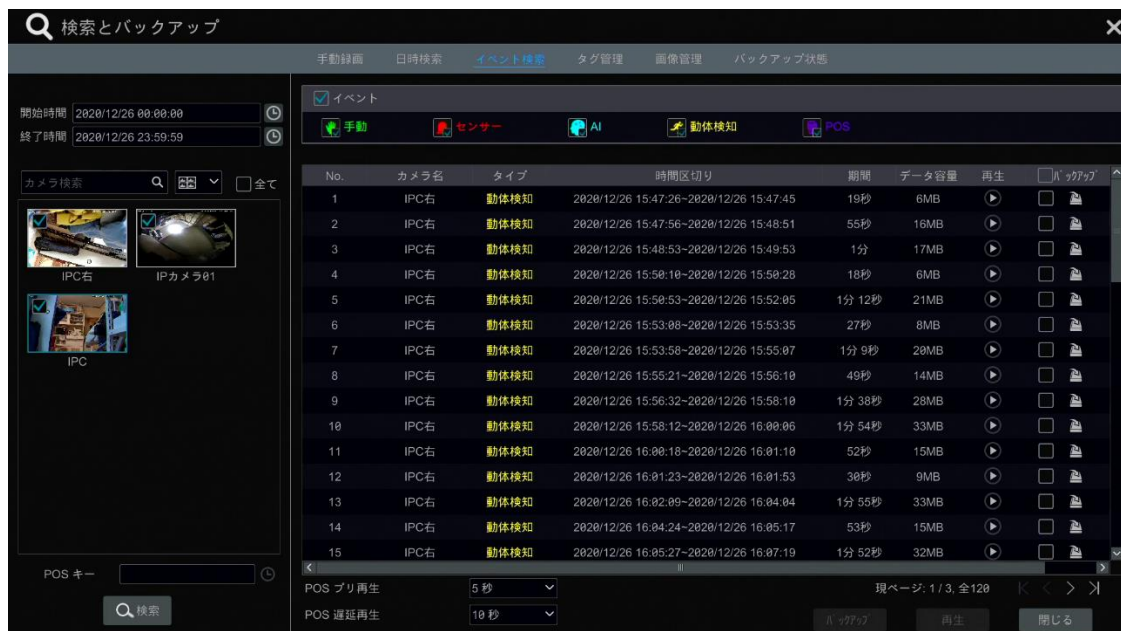 検索とバックアップ
手動録画 日時検索 イベント検索 タグ管理 画像管理 バックアップ状態
開始時間 2020/12/26 00:00:00
終了時間 2020/12/26 23:59:59
カメラ検索 全て
IPC右 IPカメラ01
IPC
POS キー
検索
イベント
手動 センサー AI 動体検知 POS
No. カメラ名 タイプ 時間区切り 期間 データ容量 再生 バックアップ
1 IPC右 動体検知 2020/12/26 15:47:26~2020/12/26 15:47:45 19秒 6MB
2 IPC右 動体検知 2020/12/26 15:47:56~2020/12/26 15:48:51 55秒 16MB
3 IPC右 動体検知 2020/12/26 15:48:53~2020/12/26 15:49:53 1分 17MB
4 IPC右 動体検知 2020/12/26 15:50:10~2020/12/26 15:50:28 18秒 6MB
5 IPC右 動体検知 2020/12/26 15:50:53~2020/12/26 15:52:05 1分 12秒 21MB
6 IPC右 動体検知 2020/12/26 15:53:08~2020/12/26 15:53:35 27秒 8MB
7 IPC右 動体検知 2020/12/26 15:53:58~2020/12/26 15:55:07 1分 9秒 20MB
8 IPC右 動体検知 2020/12/26 15:55:21~2020/12/26 15:56:10 49秒 14MB
9 IPC右 動体検知 2020/12/26 15:56:32~2020/12/26 15:58:10 1分 38秒 28MB
10 IPC右 動体検知 2020/12/26 15:58:12~2020/12/26 16:00:06 1分 54秒 33MB
11 IPC右 動体検知 2020/12/26 16:00:18~2020/12/26 16:01:10 52秒 15MB
12 IPC右 動体検知 2020/12/26 16:01:23~2020/12/26 16:01:53 30秒 9MB
13 IPC右 動体検知 2020/12/26 16:02:09~2020/12/26 16:04:04 1分 55秒 33MB
14 IPC右 動体検知 2020/12/26 16:04:24~2020/12/26 16:05:17 53秒 15MB
15 IPC右 動体検知 2020/12/26 16:05:27~2020/12/26 16:07:19 1分 52秒 32MB
POS プリ再生 5 秒 現ページ: 1 / 3, 全120
POS 遅延再生 10 秒
バックアップ 再生 閉じる